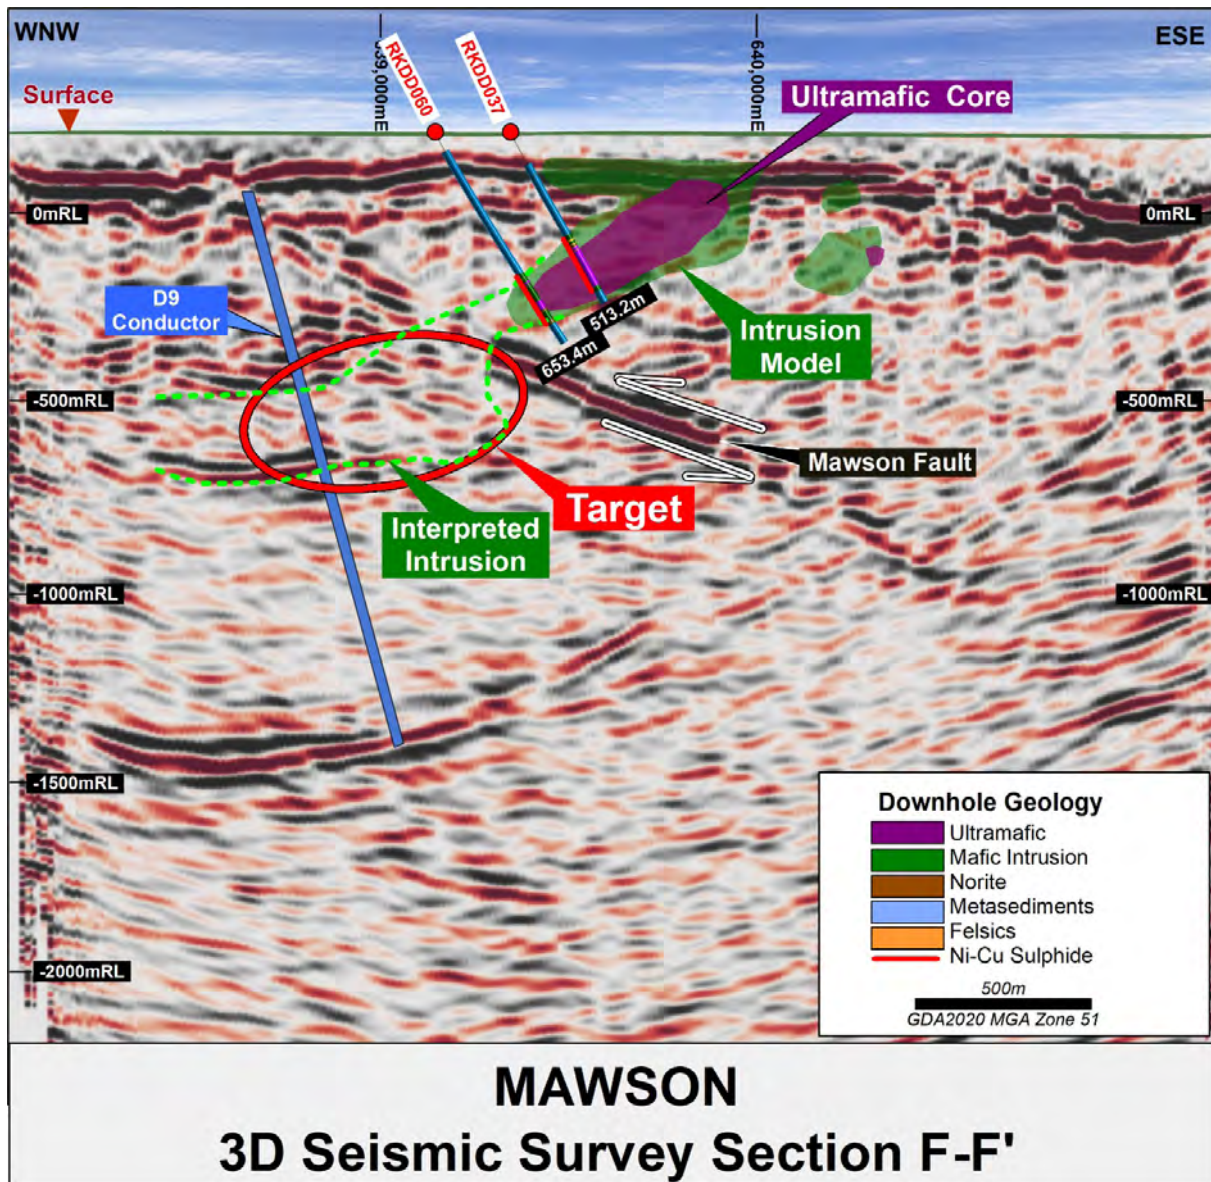 WNW
ESE
Surface
RKDD060
RKDD037
639,000mE
640,000mE
Ultramafic Core
0mRL
0mRL
D9
Conductor
513.2m
653.4m
Intrusion
Model
-500mRL
-500mRL
Mawson Fault
Target
Interpreted
Intrusion
-1000mRL
-1000mRL
-1500mRL
-2000mRL
Downhole Geology
Ultramafic
Mafic Intrusion
Norite
Metasediments
Felsics
Ni-Cu Sulphide
500m
GDA2020 MGA Zone 51
MAWSON
3D Seismic Survey Section F-F'